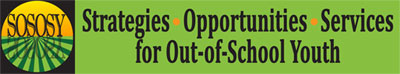 SOSOSY
Strategies • Opportunities • Services
for Out-of-School Youth